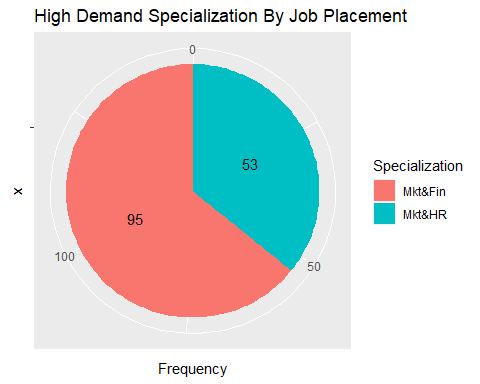 High Demand Specialization By Job Placement
0
53
Specialization
Mkt&Fin
Mkt&HR
x
95
100
50
Frequency